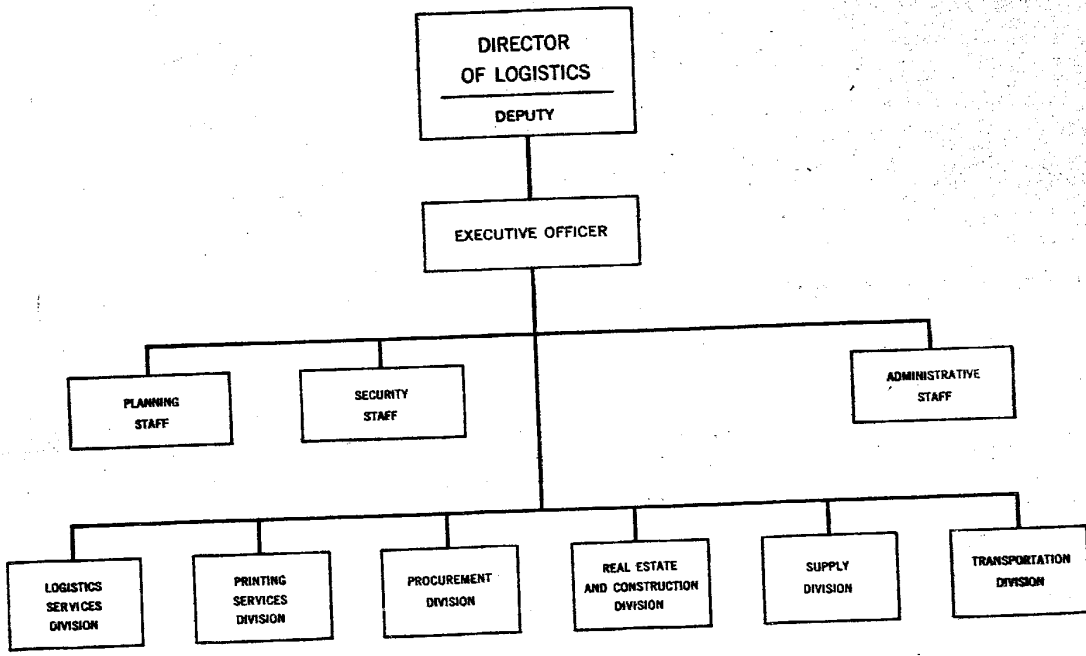 DIRECTOR
OF LOGISTICS
DEPUTY
EXECUTIVE OFFICER
PLANNING
STAFF
SECURITY
STAFF
ADMINISTRATIVE
STAFF
LOGISTICS
SERVICES
DIVISION
PRINTING
SERVICES
DIVISION
PROCUREMENT
DIVISION
REAL ESTATE
AND CONSTRUCTION
DIVISION
SUPPLY
DIVISION
TRANSPORTATION
DIVISION